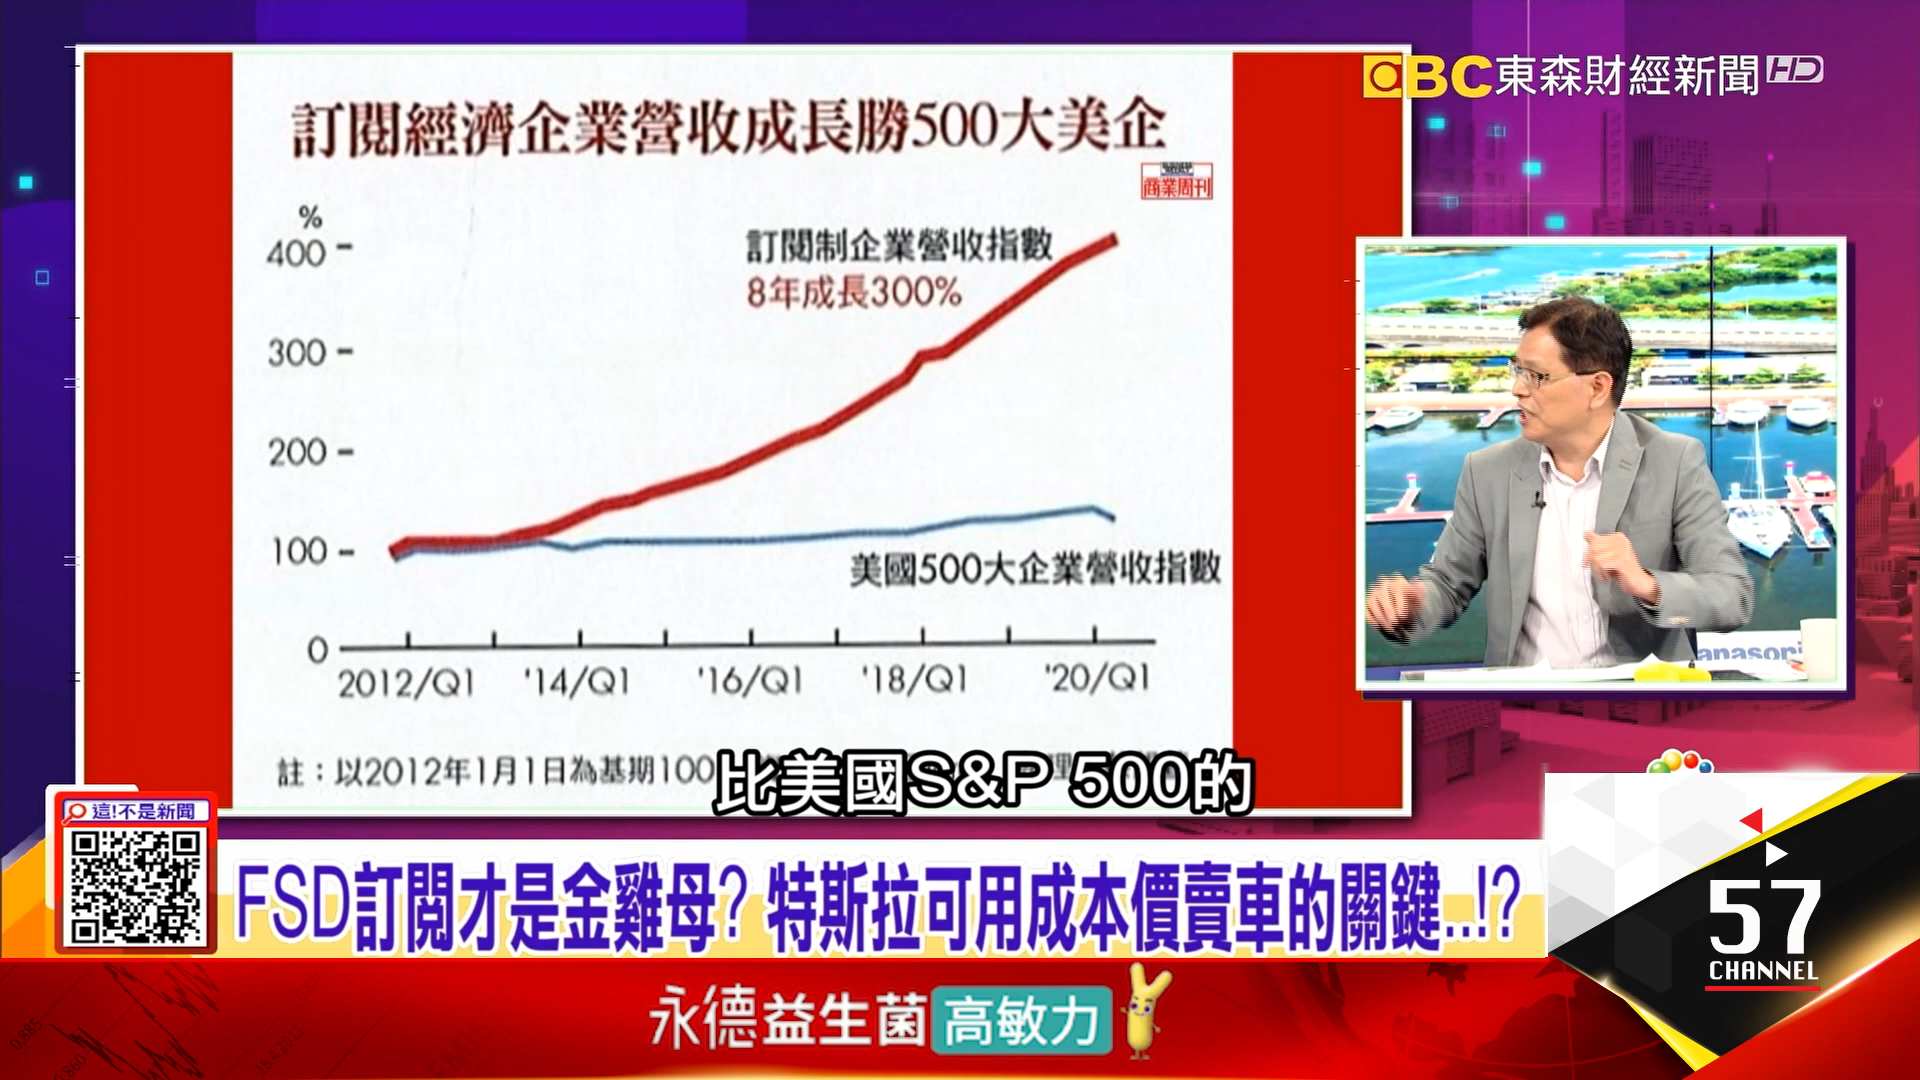 EBC東森財經新聞HD
訂閱經濟企業營收成長勝500大美企
商業周刊
%
400
訂閱制企業營收指數
8年成長300%
300
200
100
美國500大企業營收指數
0
2012/Q1 '14/Q1 '16/Q1 '18/Q1 '20/Q1
註：以2012年1月1日為基期100
比美國S&P 500的
Panasonic
這!不是新聞
FSD訂閱才是金雞母? 特斯拉可用成本價賣車的關鍵...!?
57
CHANNEL
永德益生菌 高敏力